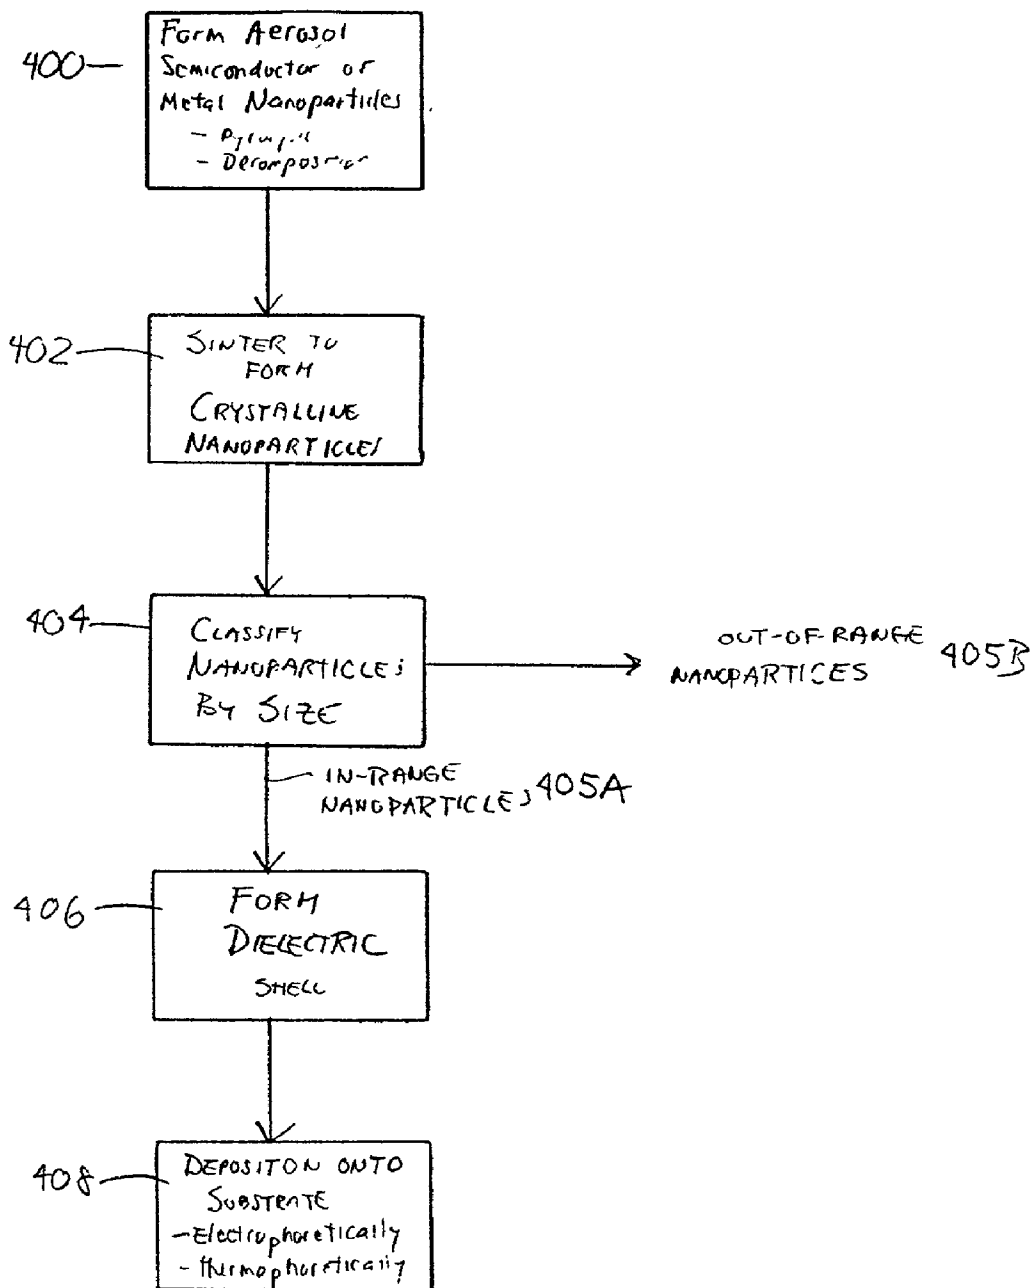 400
Form Aerosol
Semiconductor or
Metal Nanoparticles
-
- Decomposition
402
SINTER TO
FORM
CRYSTALLINE
NANOPARTICLES
404
CLASSIFY
NANOPARTICLES
BY SIZE
OUT-OF-RANGE
NANOPARTICES 405B
IN-RANGE
NANOPARTICLES 405A
406
FORM
DIELECTRIC
SHELL
408
DEPOSITON ONTO
SUBSTRATE
- Electrophoretically
- thermophoretically